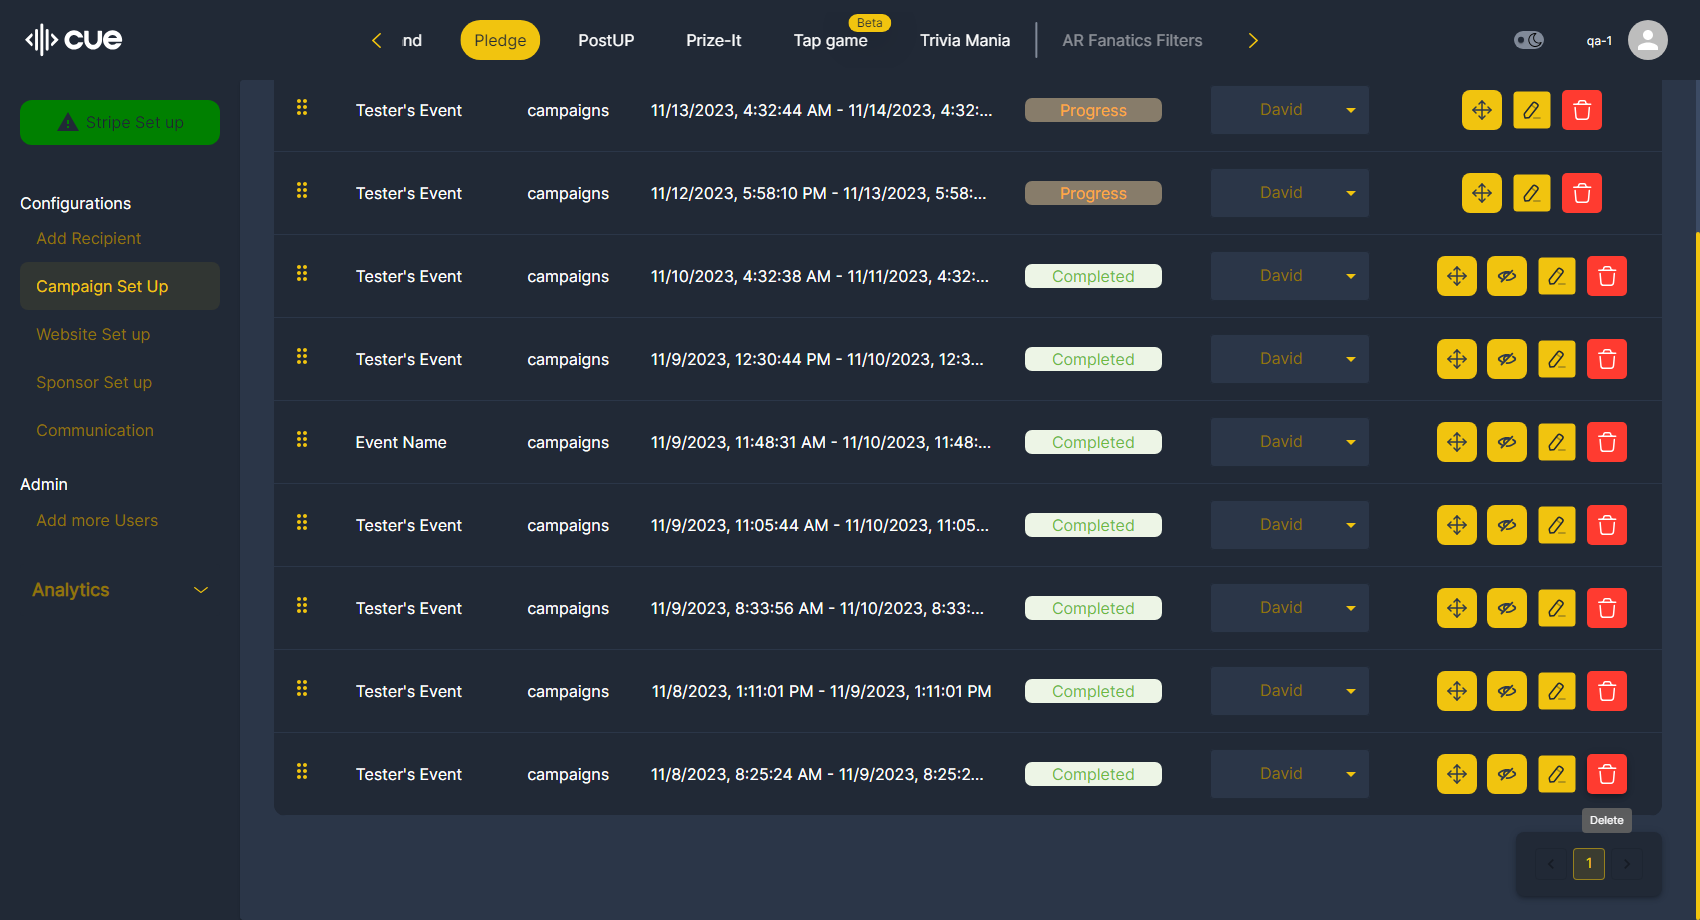 cue
nd
Pledge
PostUP
Prize-It
Beta
Tap game
Trivia Mania
AR Fanatics Filters
qa-1
Stripe Set up
Configurations
Add Recipient
Campaign Set Up
Website Set up
Sponsor Set up
Communication
Admin
Add more Users
Analytics
Tester's Event campaigns 11/13/2023, 4:32:44 AM - 11/14/2023, 4:32:... Progress David
Tester's Event campaigns 11/12/2023, 5:58:10 PM - 11/13/2023, 5:58:... Progress David
Tester's Event campaigns 11/10/2023, 4:32:38 AM - 11/11/2023, 4:32:... Completed David
Tester's Event campaigns 11/9/2023, 12:30:44 PM - 11/10/2023, 12:3... Completed David
Event Name campaigns 11/9/2023, 11:48:31 AM - 11/10/2023, 11:48:... Completed David
Tester's Event campaigns 11/9/2023, 11:05:44 AM - 11/10/2023, 11:05... Completed David
Tester's Event campaigns 11/9/2023, 8:33:56 AM - 11/10/2023, 8:33:... Completed David
Tester's Event campaigns 11/8/2023, 1:11:01 PM - 11/9/2023, 1:11:01 PM Completed David
Tester's Event campaigns 11/8/2023, 8:25:24 AM - 11/9/2023, 8:25:2... Completed David
Delete
1